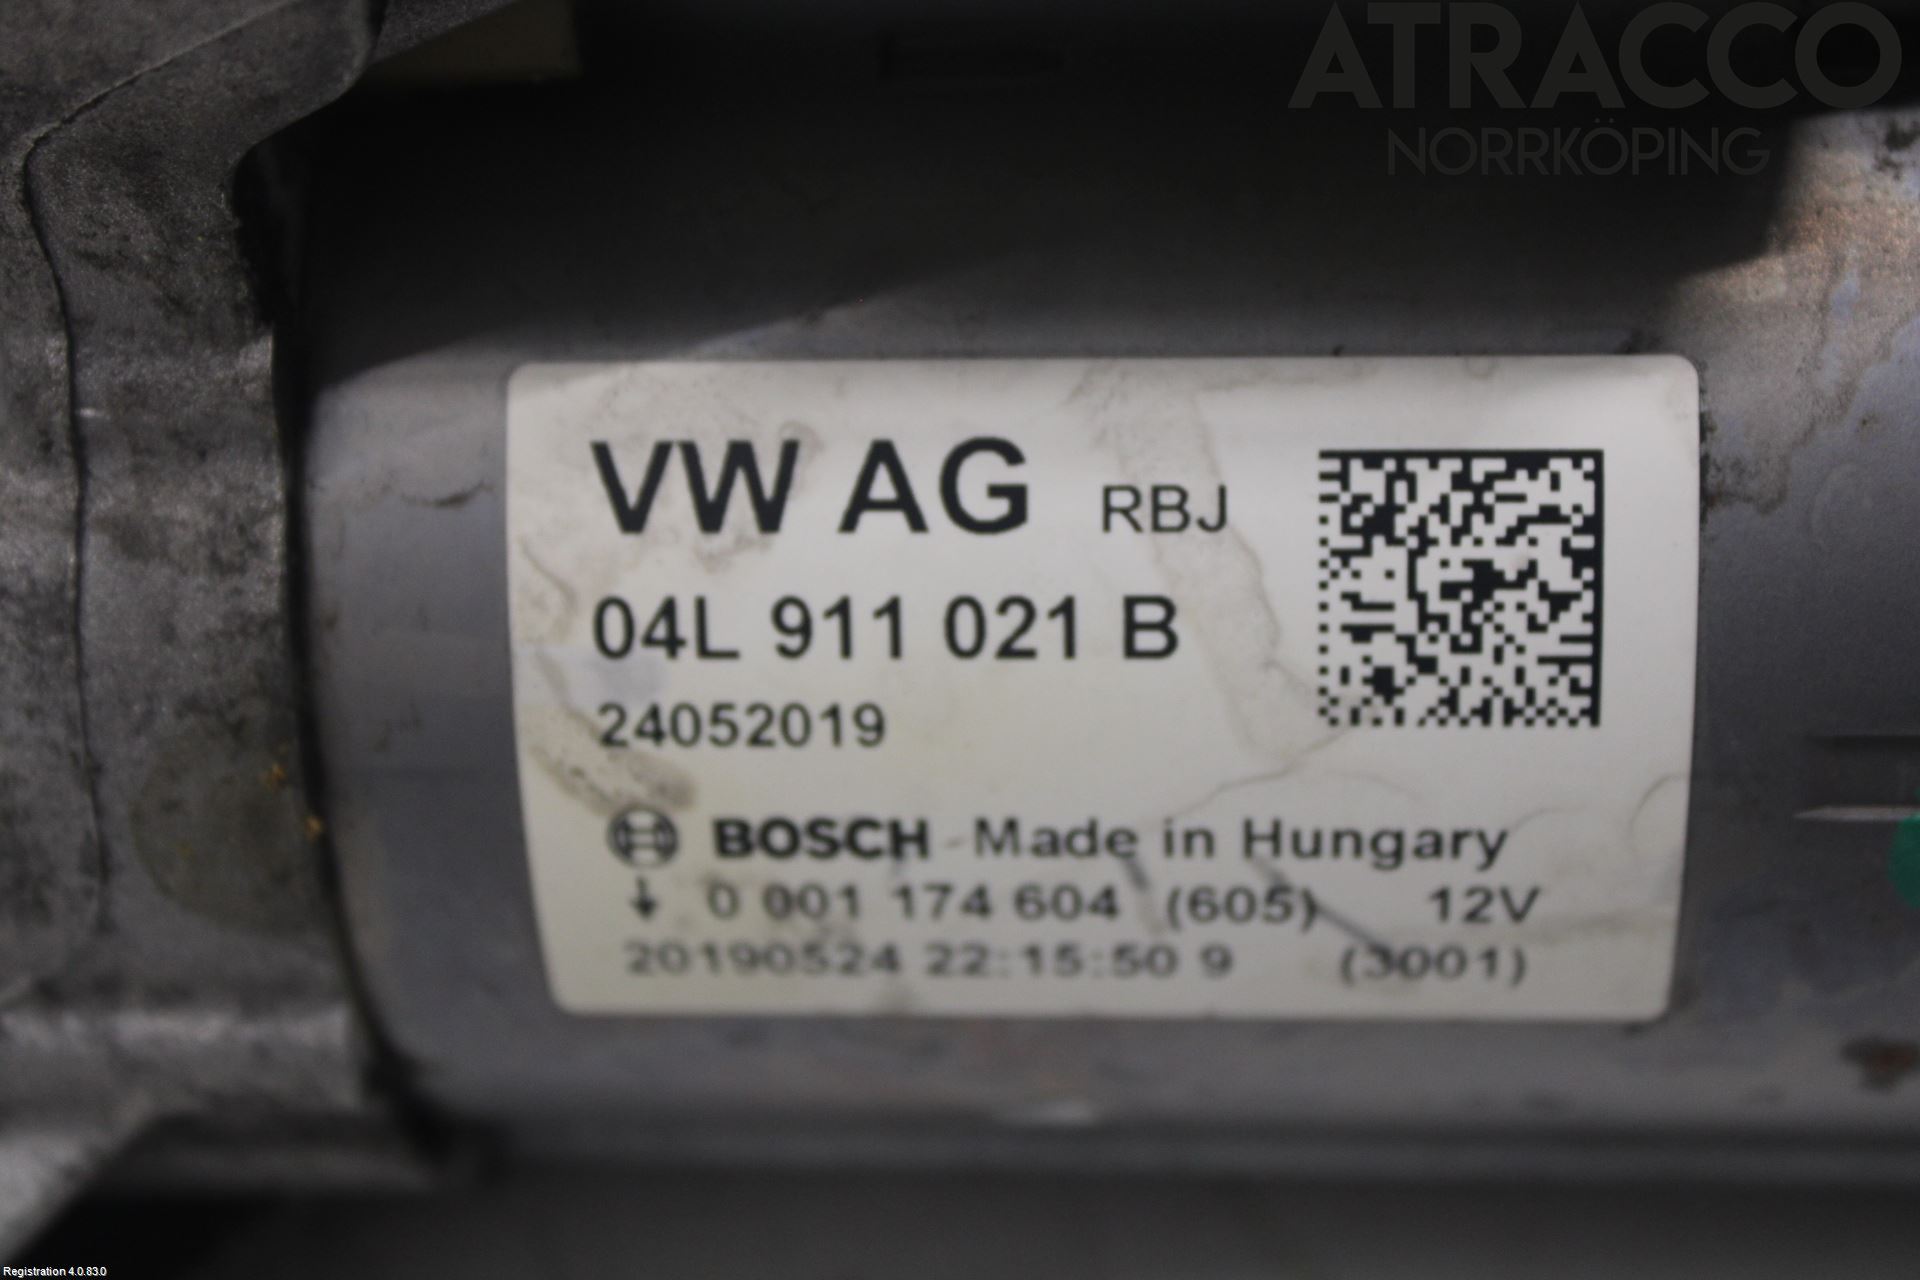 ATRACCO
NORRKÖPING
VW AG RBJ
04L 911 021 B
24052019
BOSCH Made in Hungary
↓ 0 001 174 604 (605) 12V
20190524 22:15:50 9 (3001)
Registration 4.0.83.0